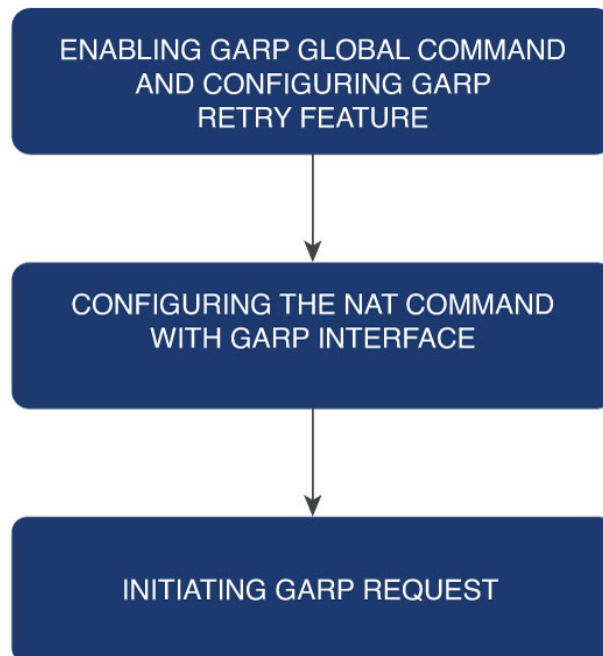 ENABLING GARP GLOBAL COMMAND
AND CONFIGURING GARP
RETRY FEATURE
CONFIGURING THE NAT COMMAND
WITH GARP INTERFACE
INITIATING GARP REQUEST